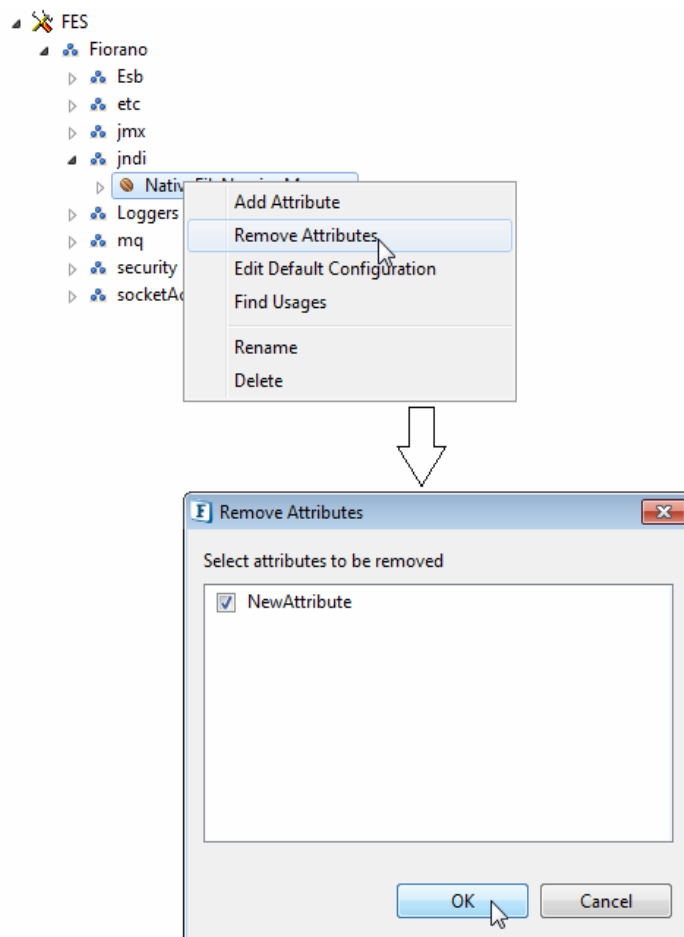 FES
Fiorano
Esb
etc
jmx
jndi
Add Attribute
Loggers
Remove Attributes
mq
security
Edit Default Configuration
Find Usages
Rename
Delete
F Remove Attributes
Select attributes to be removed
NewAttribute
OK Cancel